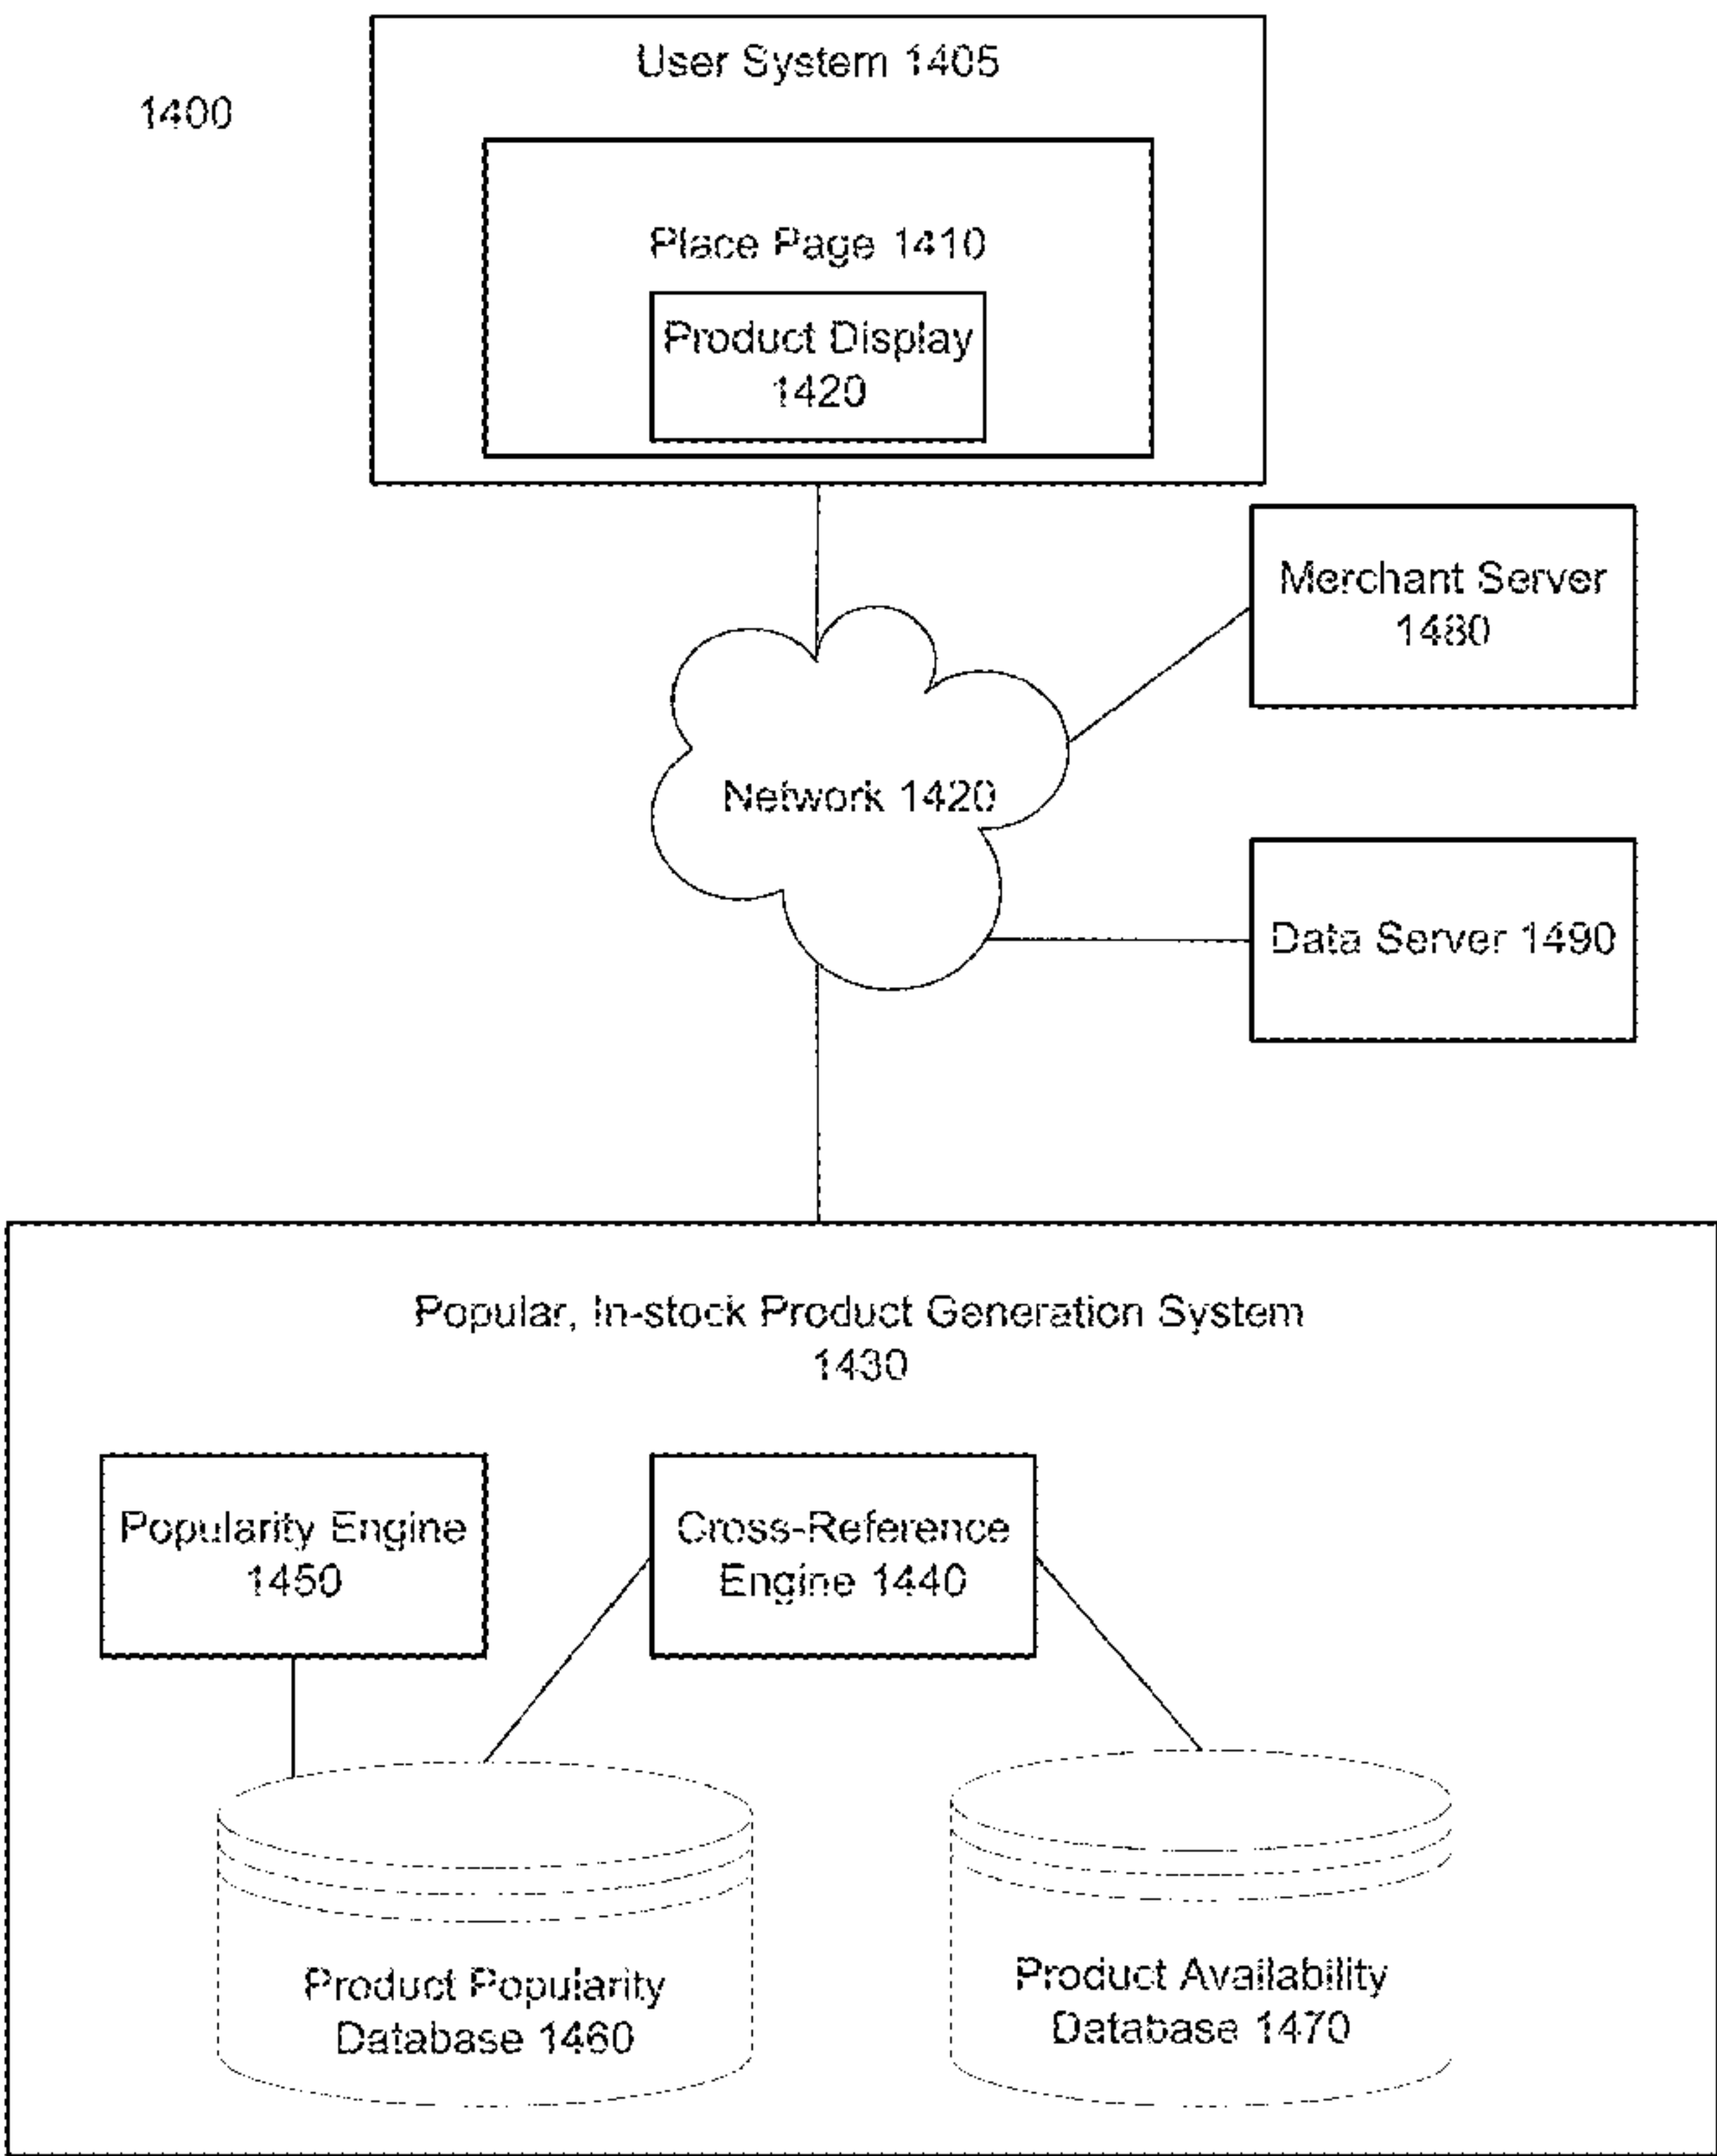 User System 1405
1400
Place Page 1410
Product Display
1420
Merchant Server
1480
Network 1420
Data Server 1490
Popular, In-stock Product Generation System
1430
Popularity Engine
1450
Cross-Reference
Engine 1440
Product Popularity
Database 1460
Product Availability
Database 1470